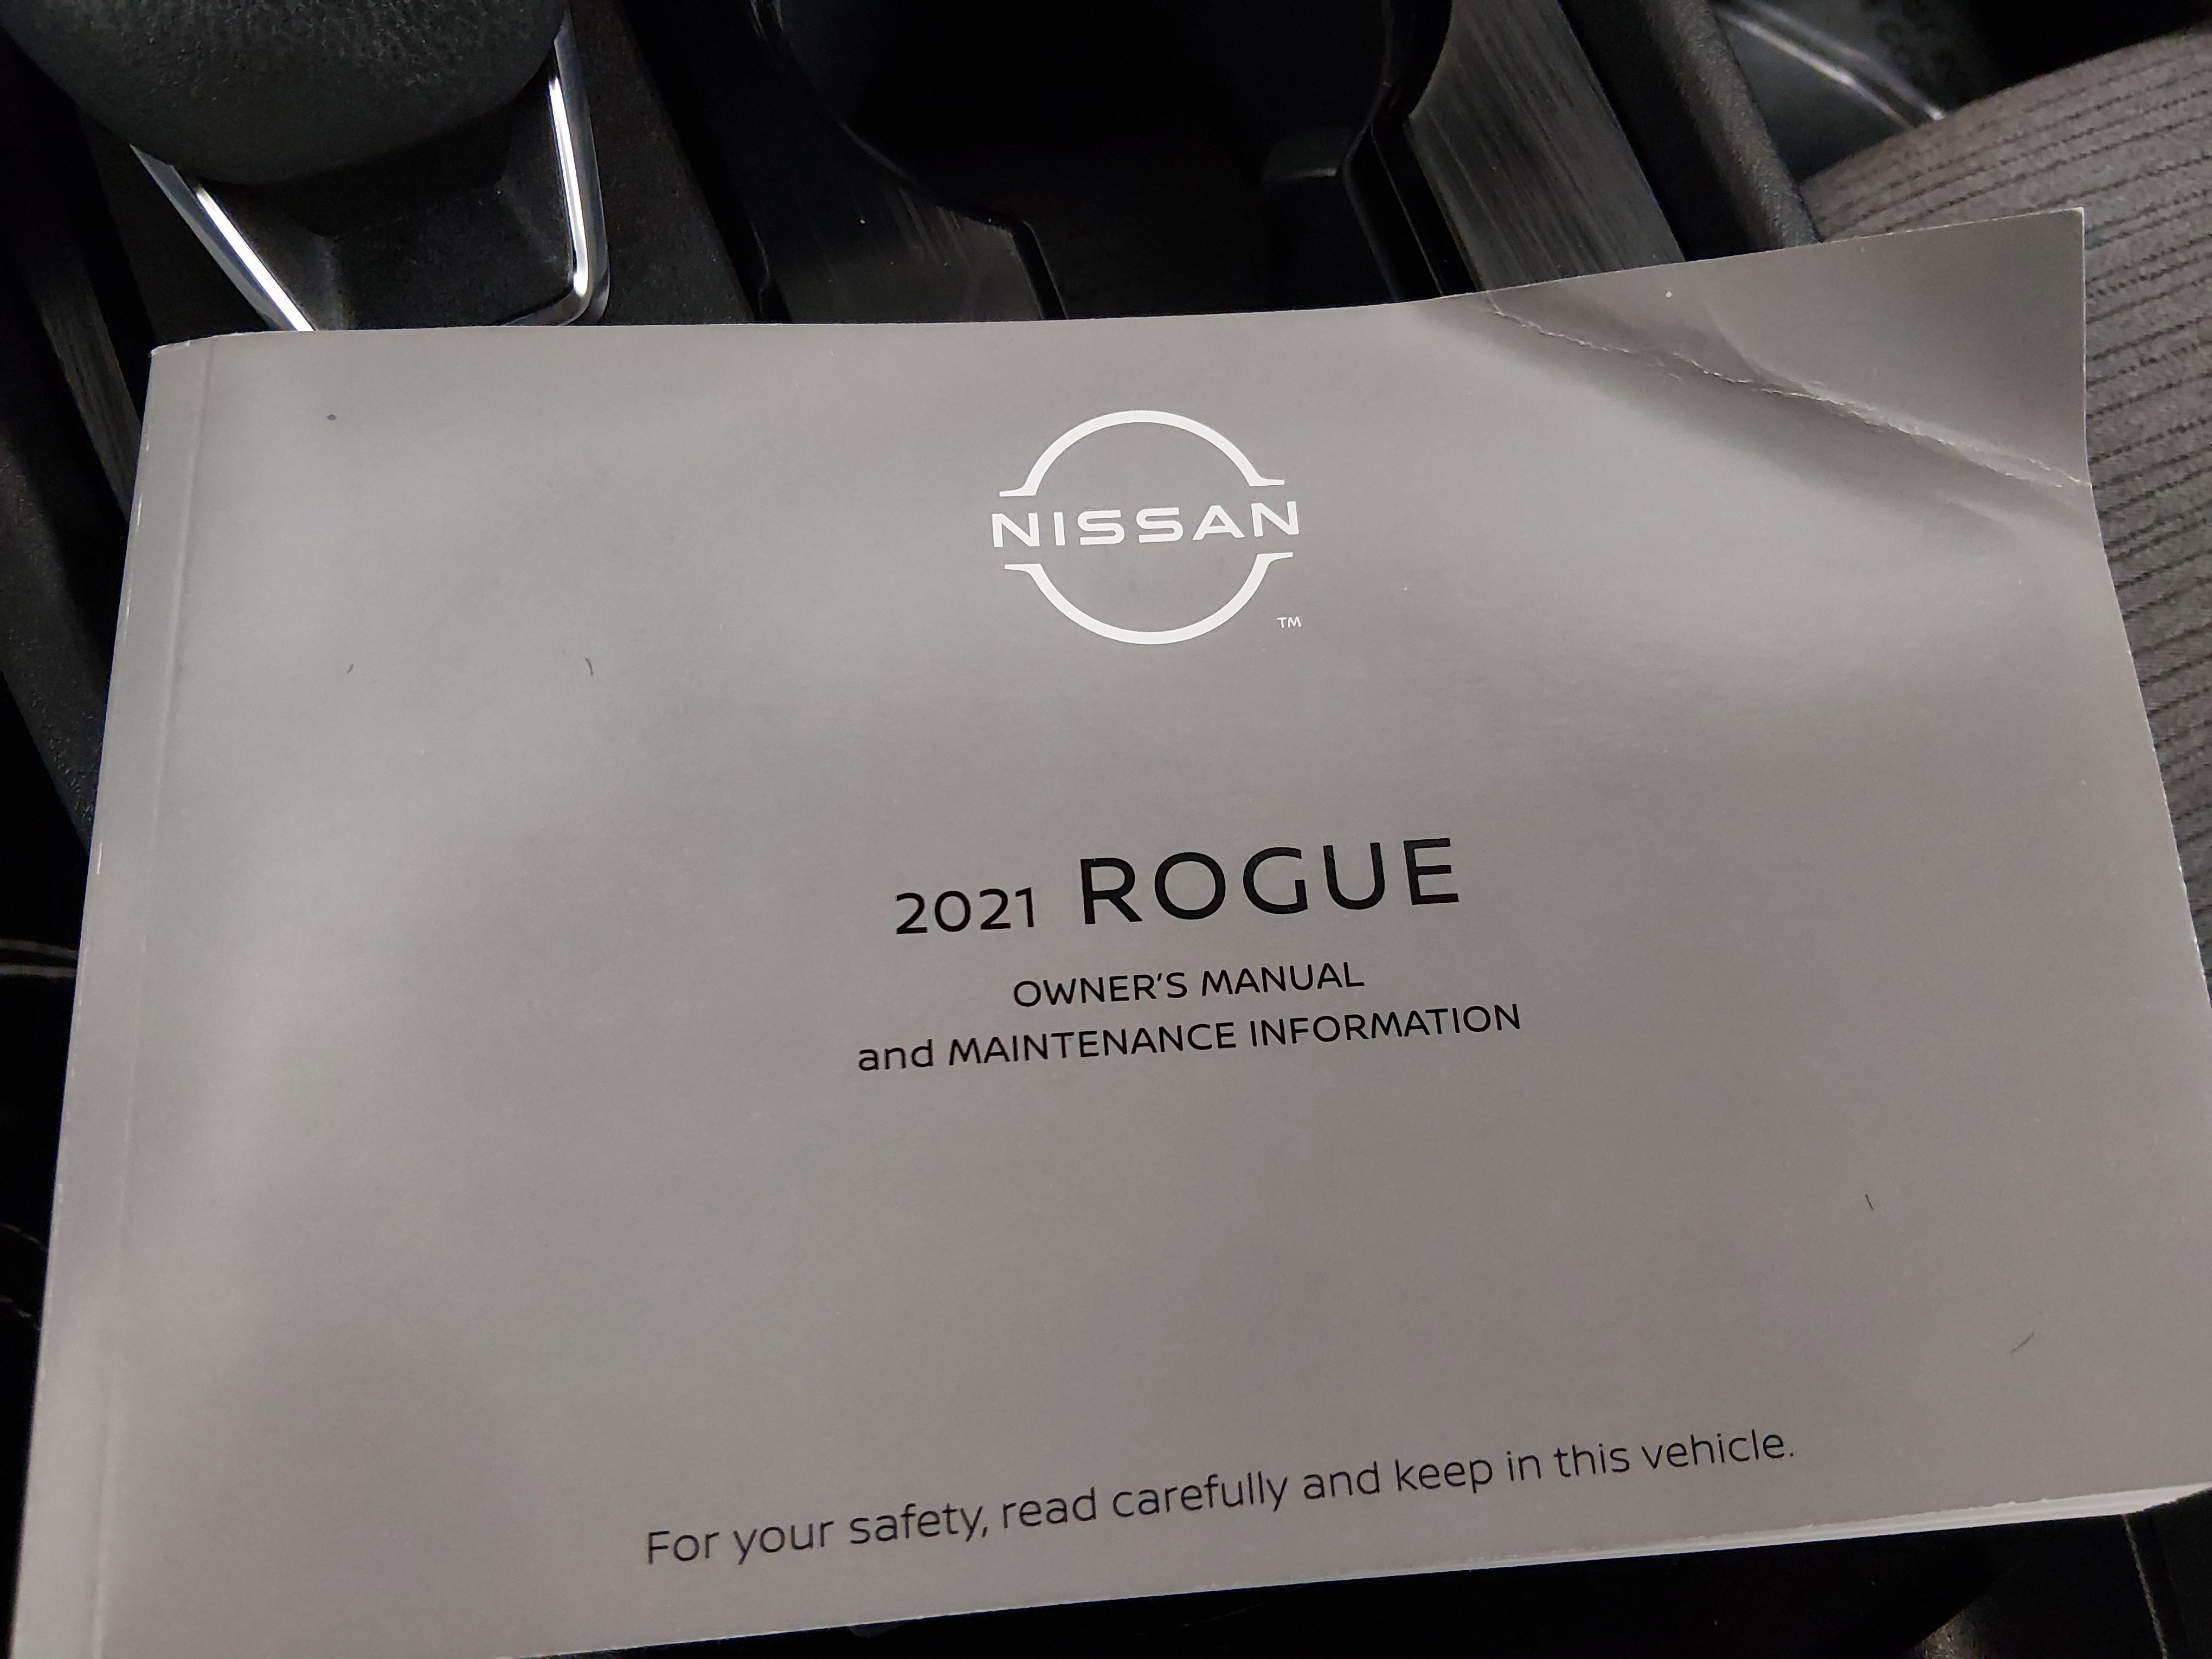 NISSAN
TM
2021 ROGUE
OWNER'S MANUAL
and MAINTENANCE INFORMATION
For your safety, read carefully and keep in this vehicle.